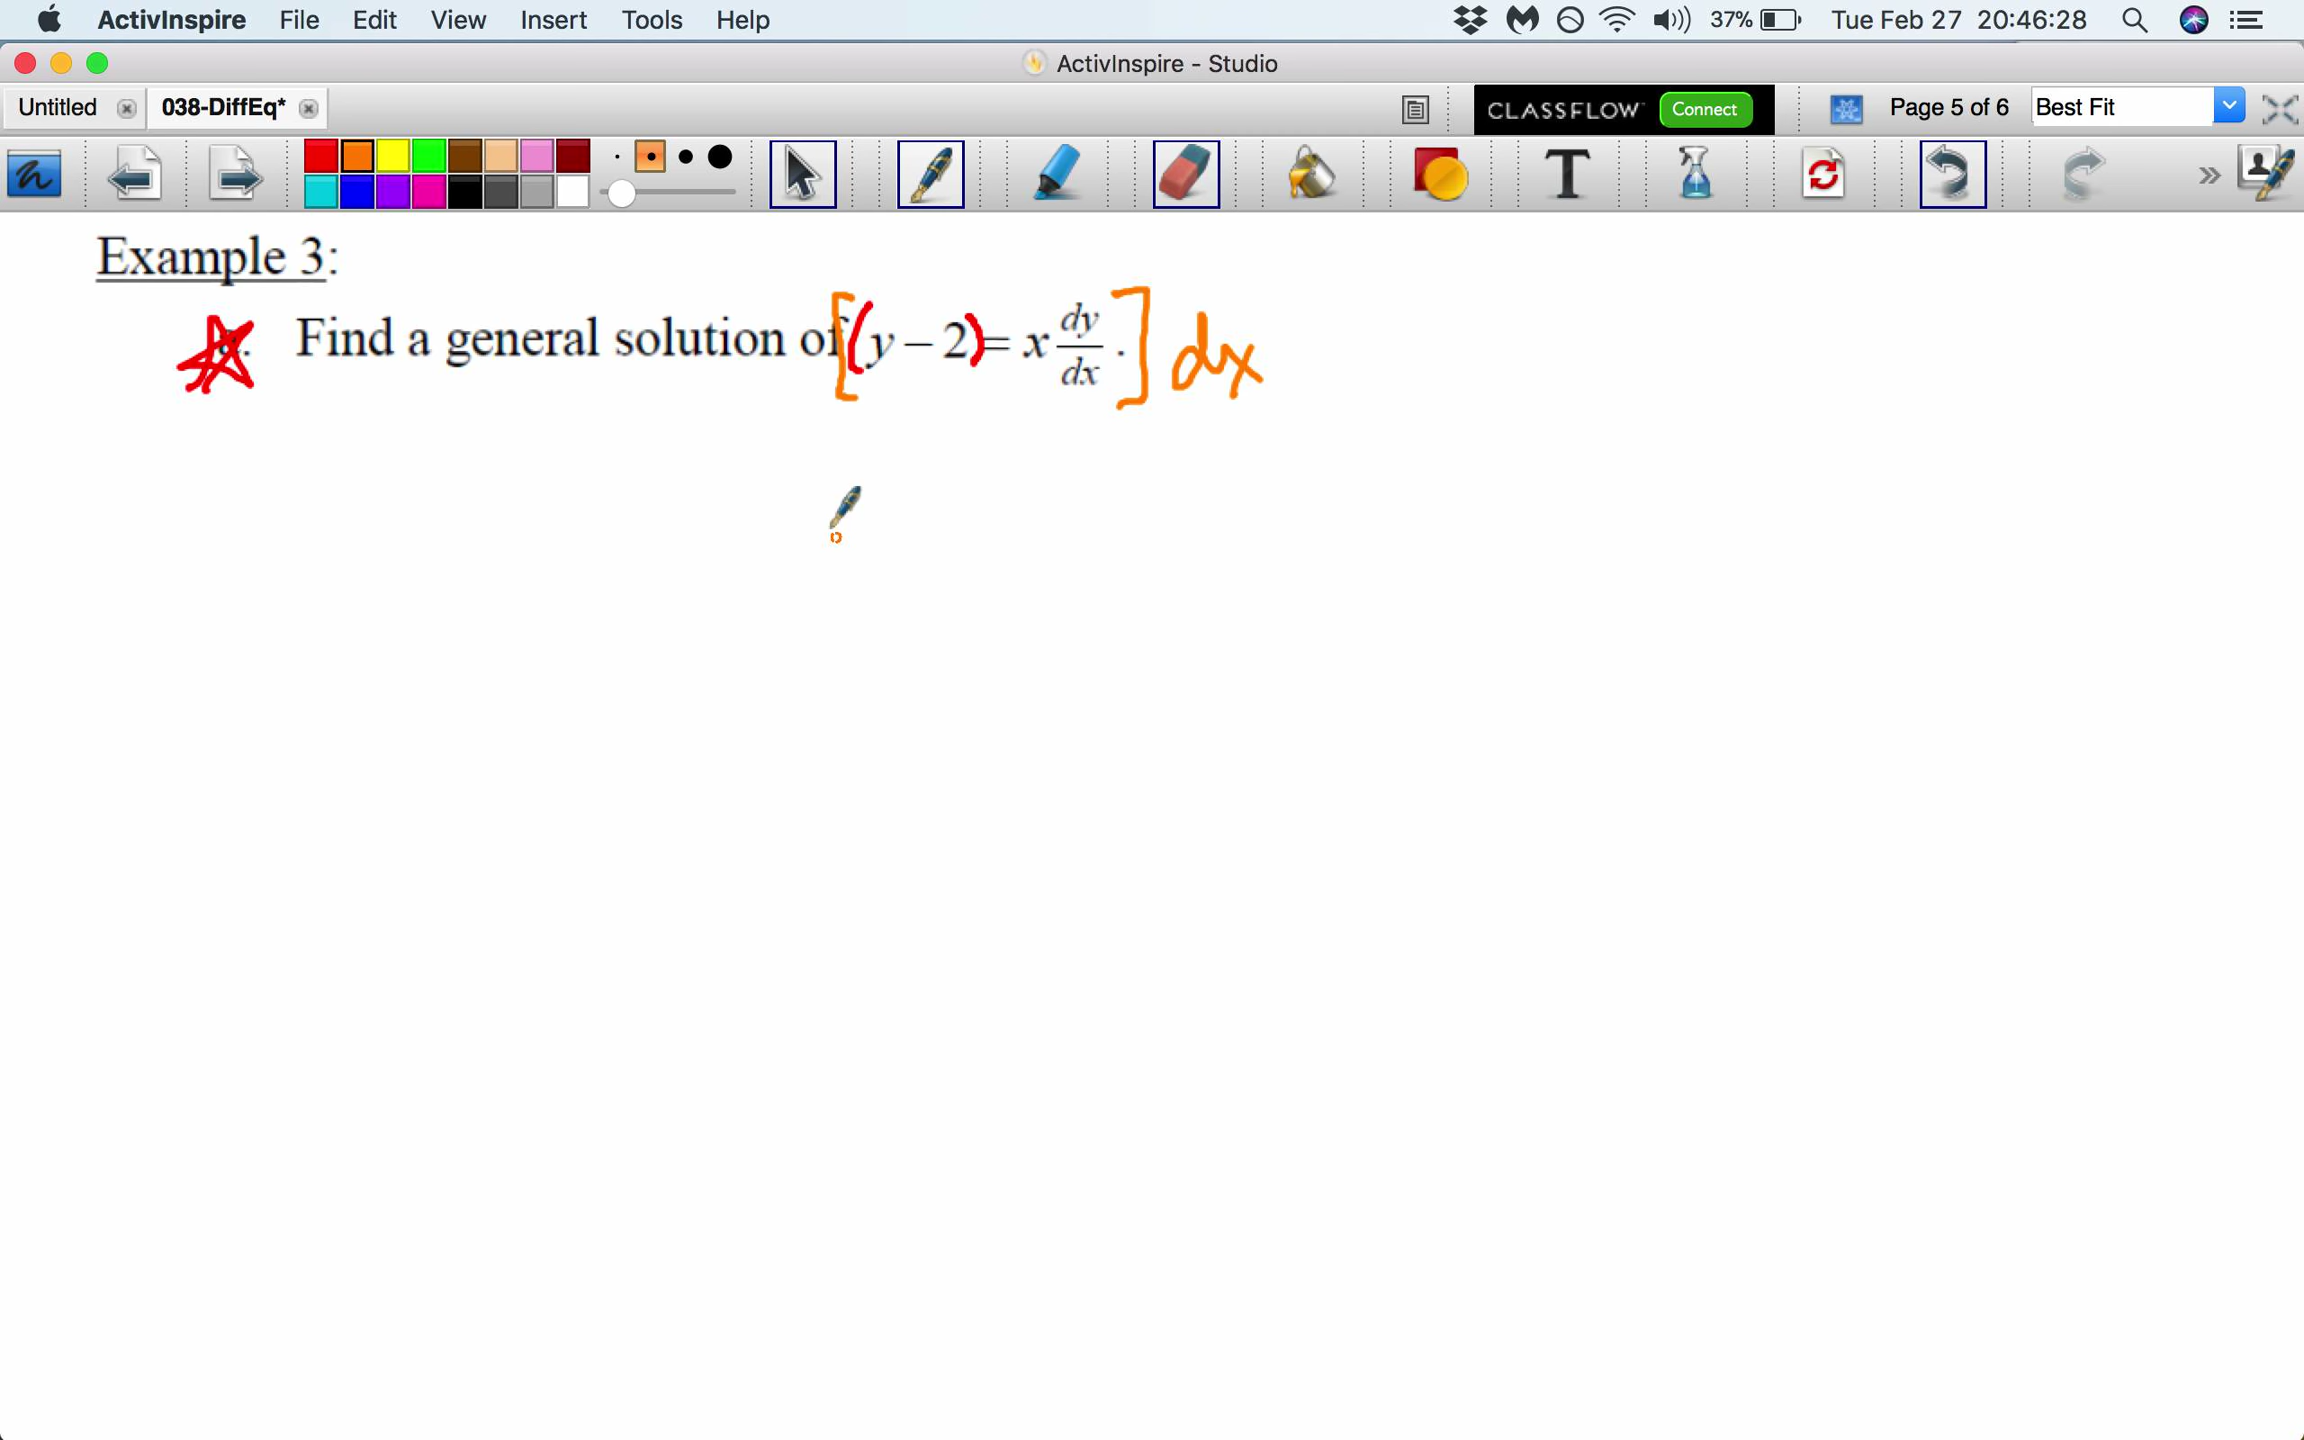 ActivInspire File Edit View Insert Tools Help 37% Tue Feb 27 20:46:28
ActivInspire - Studio
Untitled 038-DiffEq* CLASSFLOW Connect Page 5 of 6 Best Fit
T
Example 3:
Find a general solution of [(y − 2) = x dy/dx .] dx